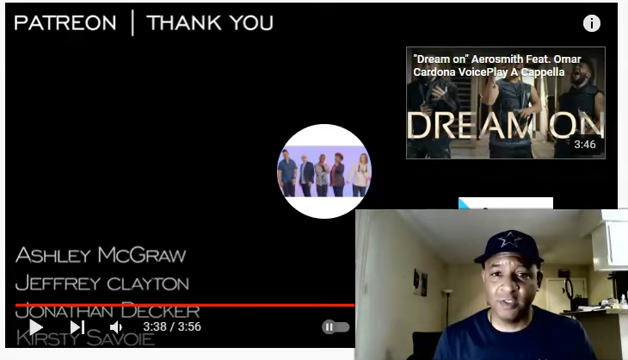 PATREON | THANK YOU
"Dream on" Aerosmith Feat. Omar
Cardona VoicePlay A Cappella
DREAM ON
3:46
ASHLEY MCGRAW
JEFFREY CLAYTON
JONATHAN DECKER
KIRSTY SAVOIE
3:38 / 3:56